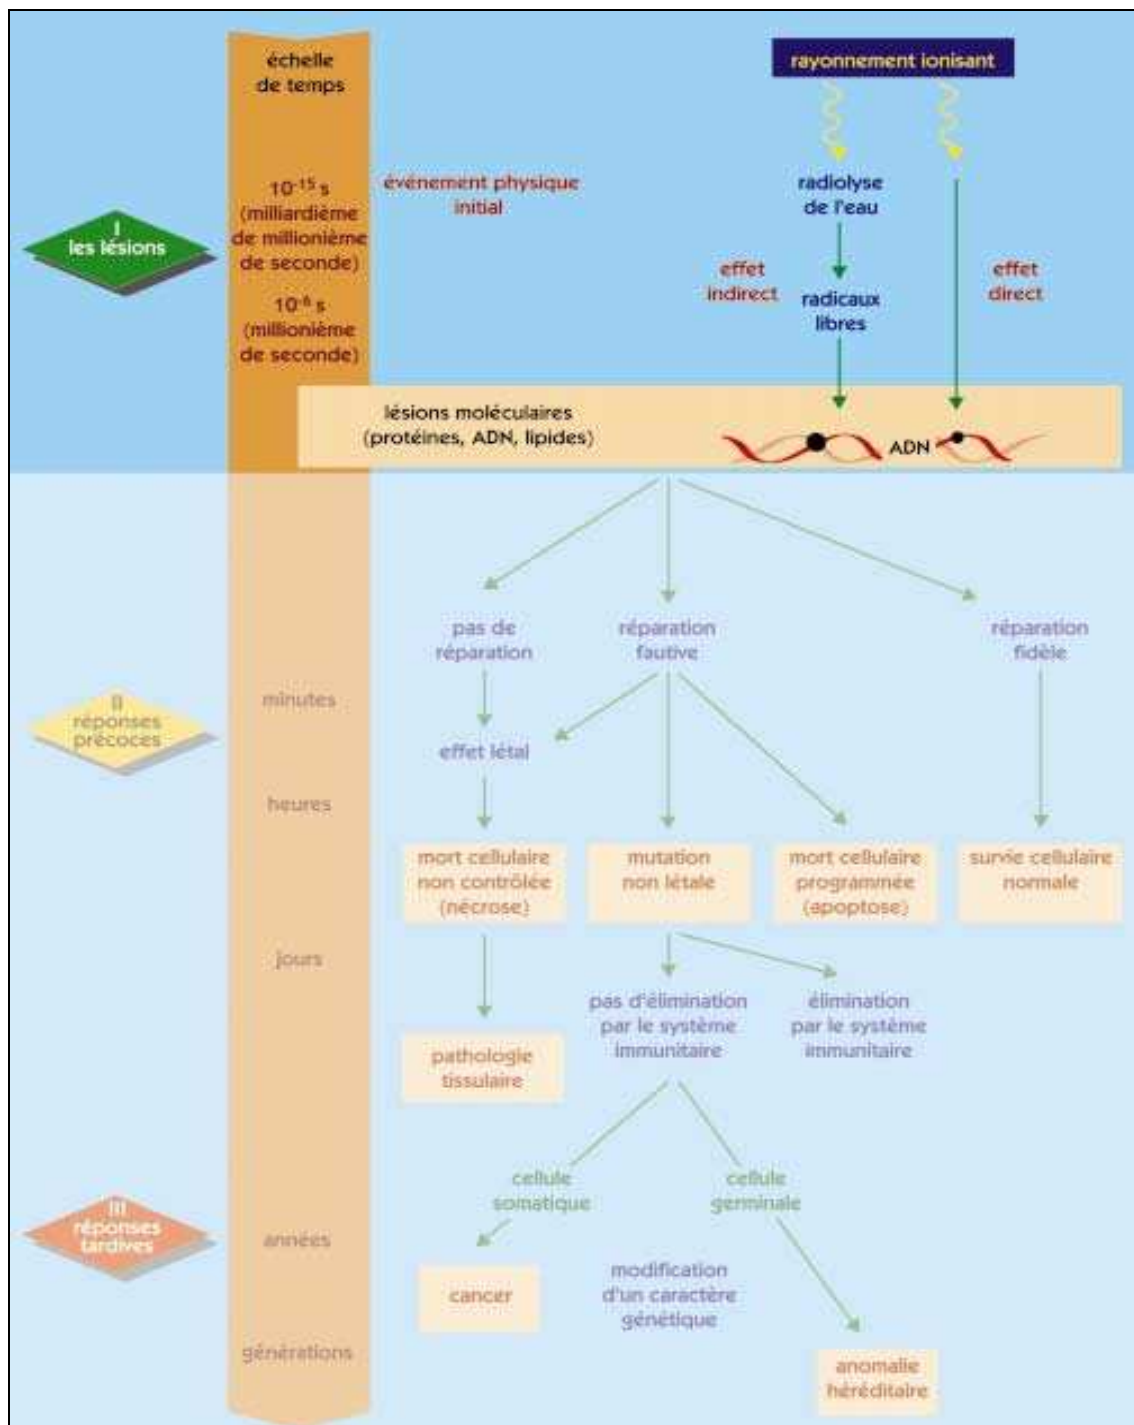 échelle
de temps
rayonnement ionisant
10⁻¹⁵ s
(milliardième
de millionième
de seconde)
événement physique
initial
radiolyse
de l'eau
I
les lésions
effet
indirect
effet
direct
10⁻⁶ s
(millionième
de seconde)
radicaux
libres
lésions moléculaires
(protéines, ADN, lipides)
ADN
pas de
réparation
réparation
fautive
réparation
fidèle
II
réponses
précoces
minutes
effet létal
heures
mort cellulaire
non contrôlée
(nécrose)
mutation
non létale
mort cellulaire
programmée
(apoptose)
survie cellulaire
normale
jours
pas d'élimination
par le système
immunitaire
élimination
par le système
immunitaire
pathologie
tissulaire
cellule
somatique
cellule
germinale
III
réponses
tardives
années
cancer
modification
d'un caractère
génétique
générations
anomalie
héréditaire